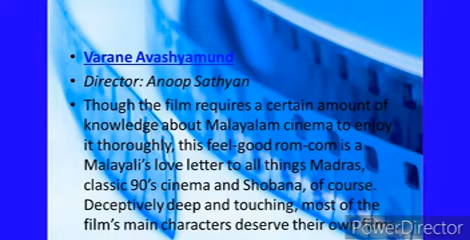 • Varane Avashyamund
• Director: Anoop Sathyan
• Though the film requires a certain amount of
knowledge about Malayalam cinema to enjoy
it thoroughly, this feel-good rom-com is a
Malayali's love letter to all things Madras,
classic 90's cinema and Shobana, of course.
Deceptively deep and touching, most of the
film's main characters deserve their own
PowerDirector